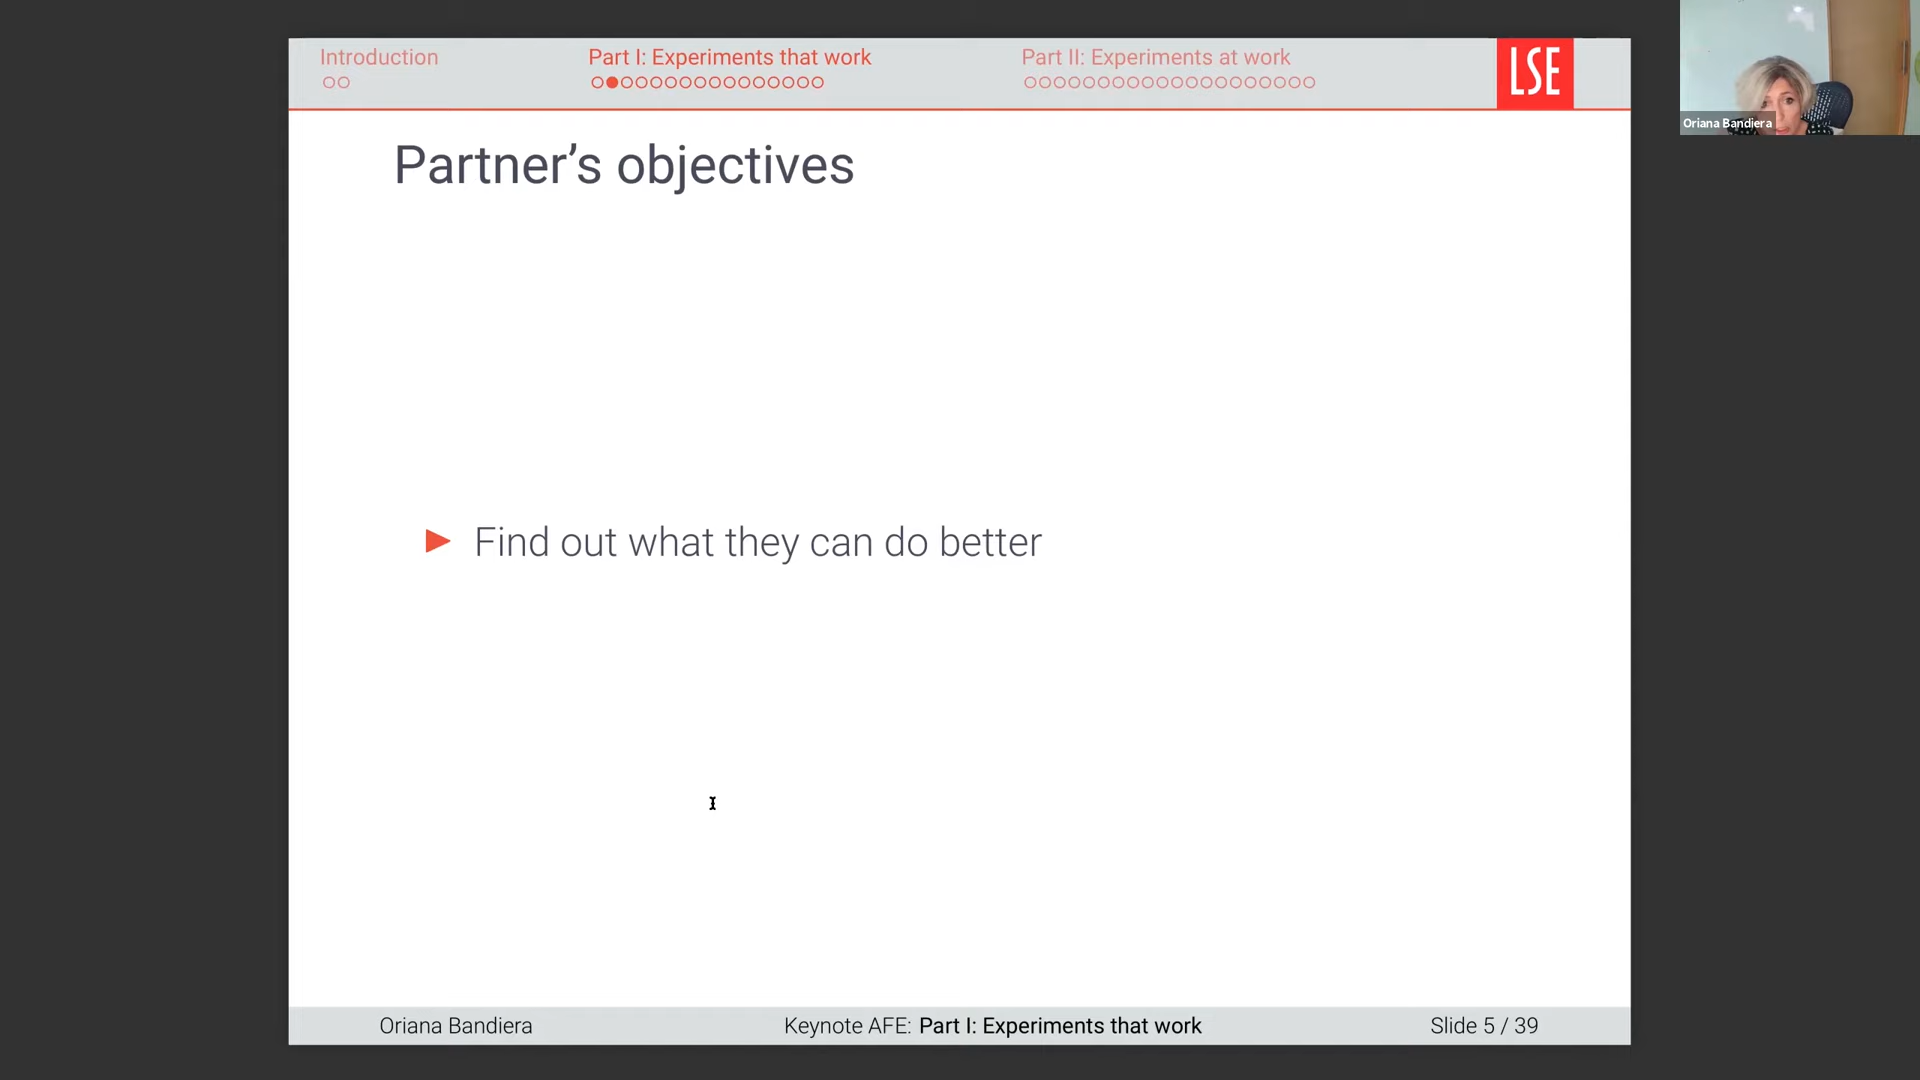 Introduction
Part I: Experiments that work
Part II: Experiments at work
LSE
Oriana Bandiera
Partner’s objectives
Find out what they can do better
Oriana Bandiera
Keynote AFE: Part I: Experiments that work
Slide 5 / 39